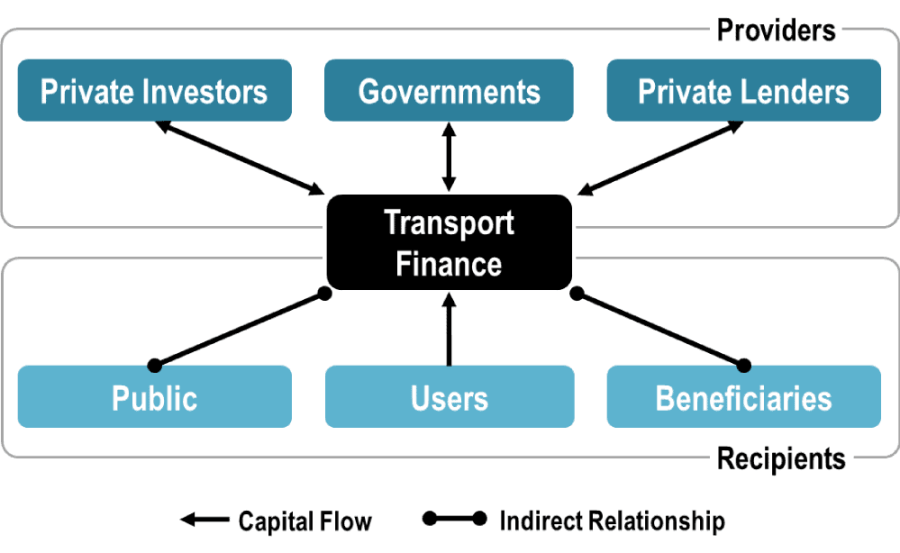 Providers
Private Investors
Governments
Private Lenders
Transport
Finance
Public
Users
Beneficiaries
Recipients
Capital Flow
Indirect Relationship